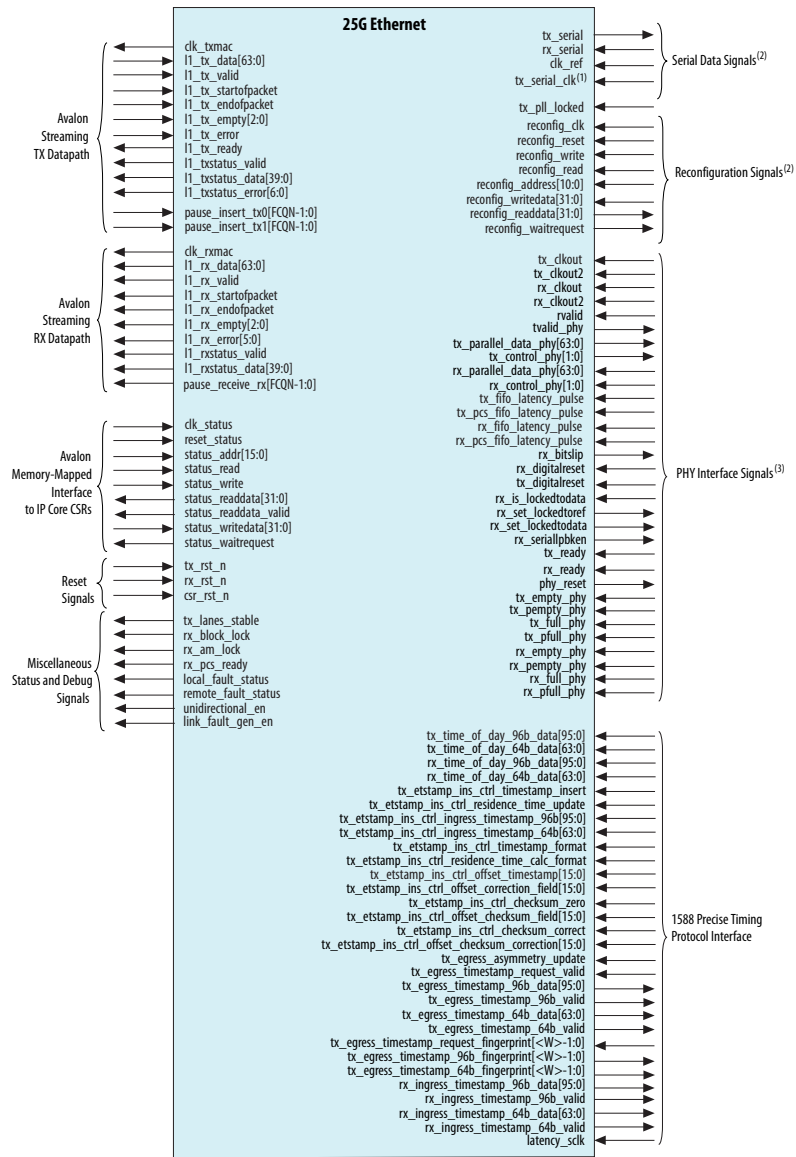 25G Ethernet
Avalon
Streaming
TX Datapath
clk_txmac
l1_tx_data[63:0]
l1_tx_valid
l1_tx_startofpacket
l1_tx_endofpacket
l1_tx_empty[2:0]
l1_tx_error
l1_tx_ready
l1_txstatus_valid
l1_txstatus_data[39:0]
l1_txstatus_error[6:0]
pause_insert_tx0[FCQN-1:0]
pause_insert_tx1[FCQN-1:0]
Avalon
Streaming
RX Datapath
clk_rxmac
l1_rx_data[63:0]
l1_rx_valid
l1_rx_startofpacket
l1_rx_endofpacket
l1_rx_empty[2:0]
l1_rx_error[5:0]
l1_rxstatus_valid
l1_rxstatus_data[39:0]
pause_receive_rx[FCQN-1:0]
Avalon
Memory-Mapped
Interface
to IP Core CSRs
clk_status
reset_status
status_addr[15:0]
status_read
status_write
status_readdata[31:0]
status_readdata_valid
status_writedata[31:0]
status_waitrequest
Reset
Signals
tx_rst_n
rx_rst_n
csr_rst_n
Miscellaneous
Status and Debug
Signals
tx_lanes_stable
rx_block_lock
rx_am_lock
rx_pcs_ready
local_fault_status
remote_fault_status
unidirectional_en
link_fault_gen_en
tx_serial
rx_serial
clk_ref
tx_serial_clk(1)
Serial Data Signals(2)
tx_pll_locked
reconfig_clk
reconfig_reset
reconfig_write
reconfig_read
reconfig_address[10:0]
reconfig_writedata[31:0]
reconfig_readdata[31:0]
reconfig_waitrequest
Reconfiguration Signals(2)
tx_clkout
tx_clkout2
rx_clkout
rx_clkout2
rvalid
tvalid_phy
tx_parallel_data_phy[63:0]
tx_control_phy[1:0]
rx_parallel_data_phy[63:0]
rx_control_phy[1:0]
tx_fifo_latency_pulse
tx_pcs_fifo_latency_pulse
rx_fifo_latency_pulse
rx_pcs_fifo_latency_pulse
rx_bitslip
rx_digitalreset
tx_digitalreset
rx_is_lockedtodata
rx_set_lockedtoref
rx_set_lockedtodata
rx_seriallpbken
tx_ready
rx_ready
phy_reset
tx_empty_phy
tx_pempty_phy
tx_full_phy
tx_pfull_phy
rx_empty_phy
rx_pempty_phy
rx_full_phy
rx_pfull_phy
PHY Interface Signals(3)
tx_time_of_day_96b_data[95:0]
tx_time_of_day_64b_data[63:0]
rx_time_of_day_96b_data[95:0]
rx_time_of_day_64b_data[63:0]
tx_etstamp_ins_ctrl_timestamp_insert
tx_etstamp_ins_ctrl_residence_time_update
tx_etstamp_ins_ctrl_ingress_timestamp_96b[95:0]
tx_etstamp_ins_ctrl_ingress_timestamp_64b[63:0]
tx_etstamp_ins_ctrl_timestamp_format
tx_etstamp_ins_ctrl_residence_time_calc_format
tx_etstamp_ins_ctrl_offset_timestamp[15:0]
tx_etstamp_ins_ctrl_offset_correction_field[15:0]
tx_etstamp_ins_ctrl_checksum_zero
tx_etstamp_ins_ctrl_offset_checksum_field[15:0]
tx_etstamp_ins_ctrl_checksum_correct
tx_etstamp_ins_ctrl_offset_checksum_correction[15:0]
tx_egress_asymmetry_update
tx_egress_timestamp_request_valid
tx_egress_timestamp_96b_data[95:0]
tx_egress_timestamp_96b_valid
tx_egress_timestamp_64b_data[63:0]
tx_egress_timestamp_64b_valid
tx_egress_timestamp_request_fingerprint[<W>-1:0]
tx_egress_timestamp_96b_fingerprint[<W>-1:0]
tx_egress_timestamp_64b_fingerprint[<W>-1:0]
rx_ingress_timestamp_96b_data[95:0]
rx_ingress_timestamp_96b_valid
rx_ingress_timestamp_64b_data[63:0]
rx_ingress_timestamp_64b_valid
latency_sclk
1588 Precise Timing
Protocol Interface